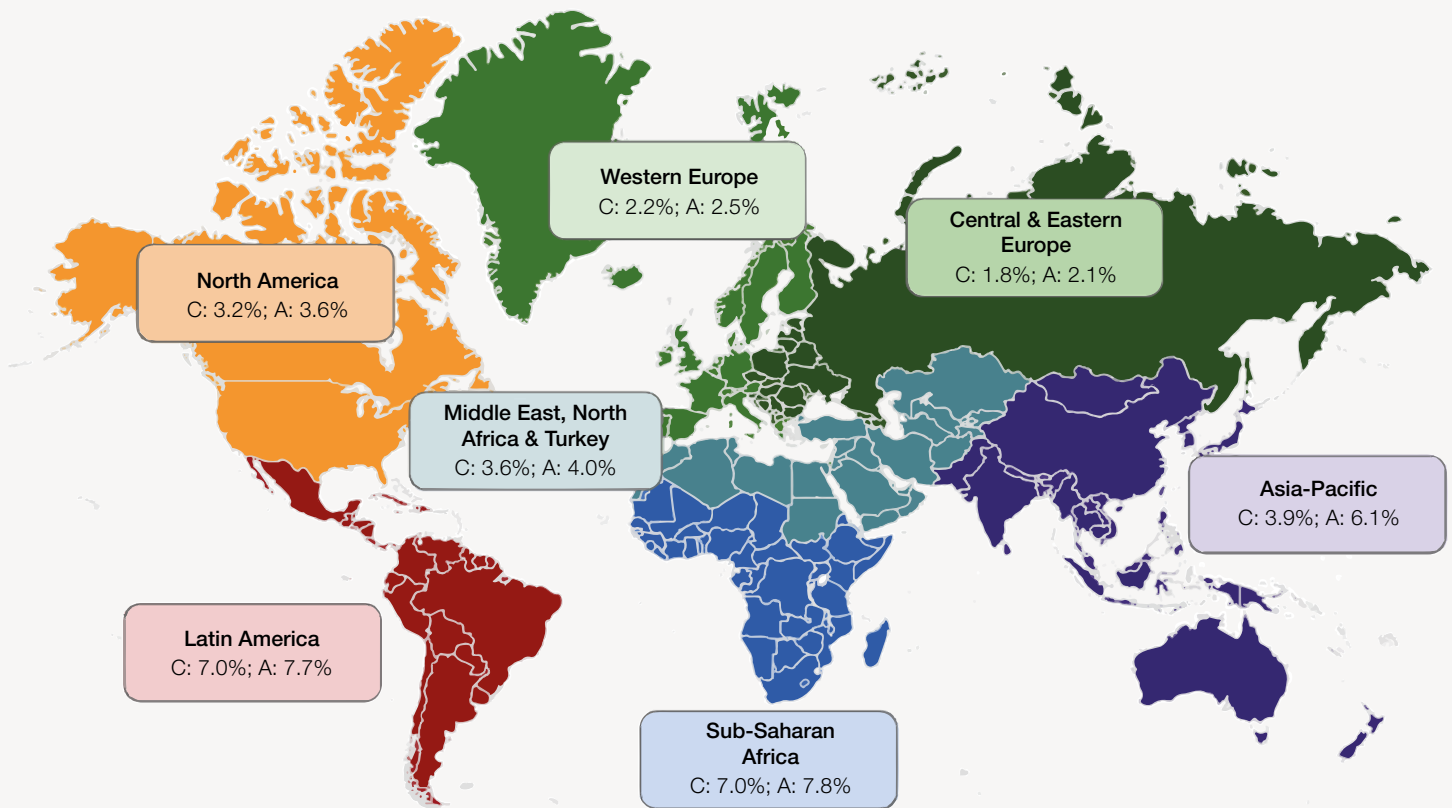 Western Europe
C: 2.2%; A: 2.5%
Central & Eastern
Europe
C: 1.8%; A: 2.1%
North America
C: 3.2%; A: 3.6%
Middle East, North
Africa & Turkey
C: 3.6%; A: 4.0%
Asia-Pacific
C: 3.9%; A: 6.1%
Latin America
C: 7.0%; A: 7.7%
Sub-Saharan
Africa
C: 7.0%; A: 7.8%